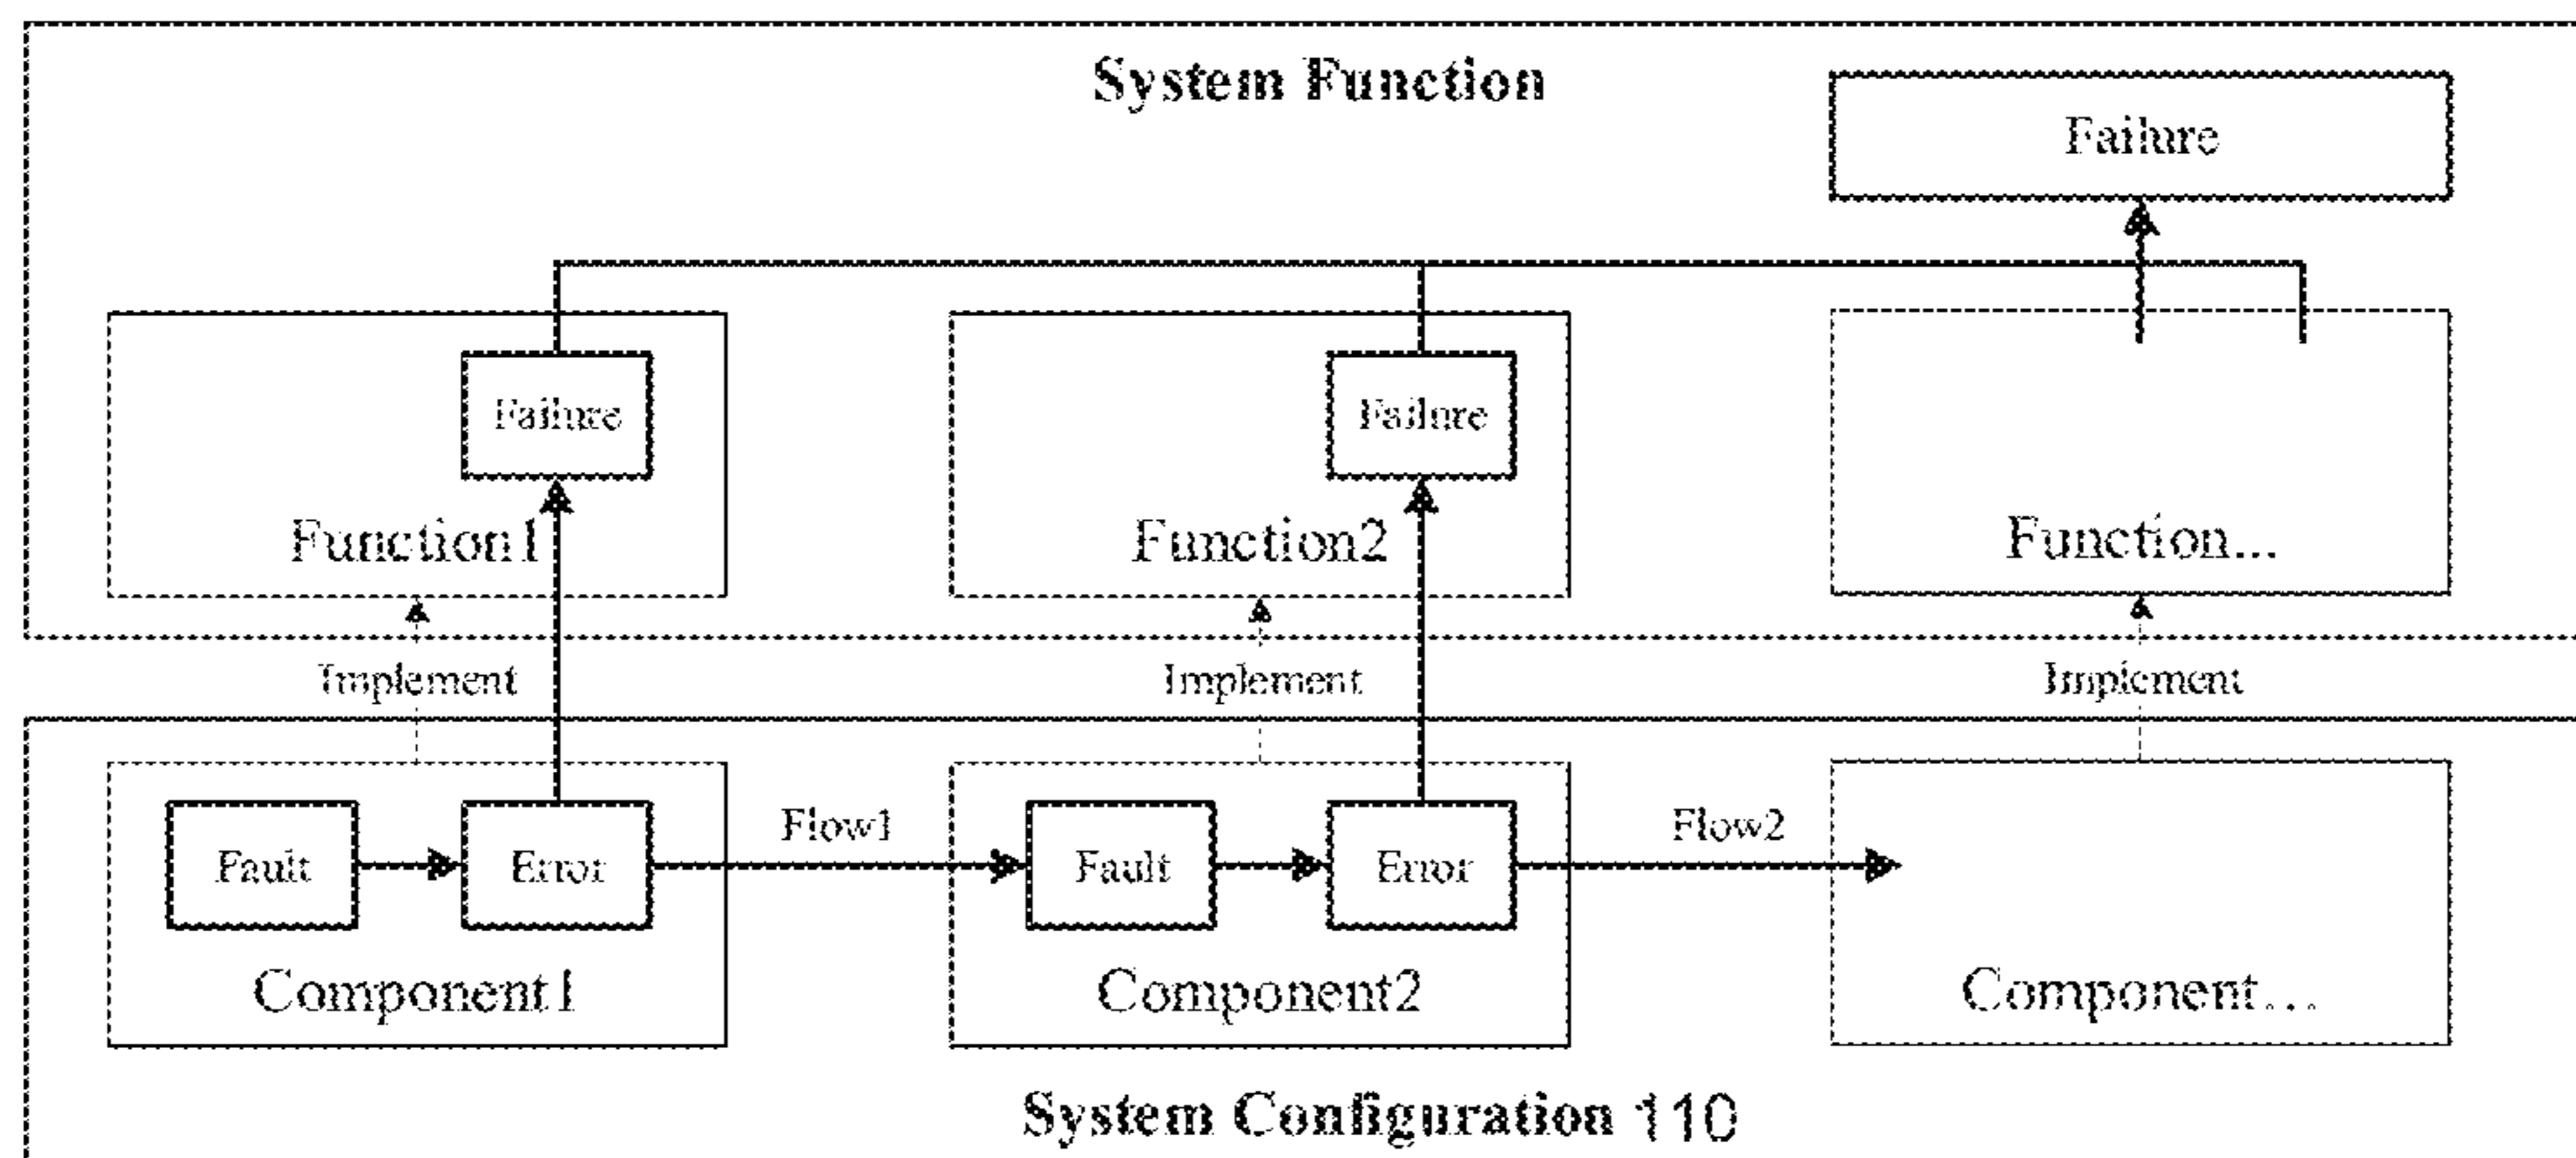 System Function
Failure
Failure
Failure
Function1
Function2
Function...
Implement
Implement
Implement
Flow1
Flow2
Fault
Error
Fault
Error
Component1
Component2
Component...
System Configuration 110